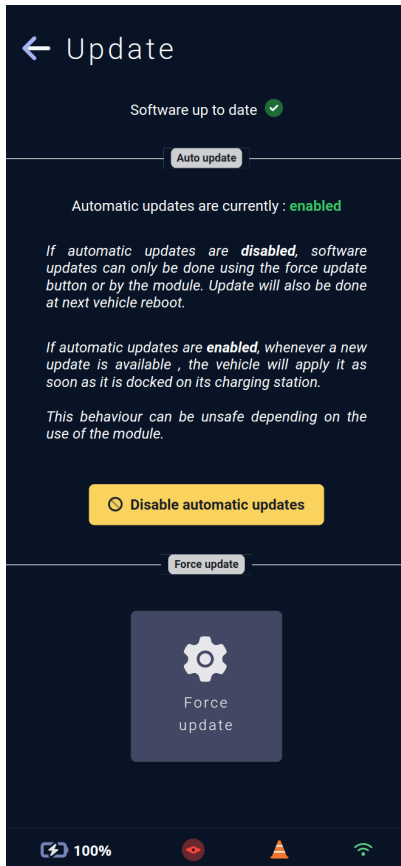 Update
Software up to date
Auto update
Automatic updates are currently : enabled
If automatic updates are disabled, software
updates can only be done using the force update
button or by the module. Update will also be done
at next vehicle reboot.
If automatic updates are enabled, whenever a new
update is available , the vehicle will apply it as
soon as it is docked on its charging station.
This behaviour can be unsafe depending on the
use of the module.
Disable automatic updates
Force update
Force
update
100%